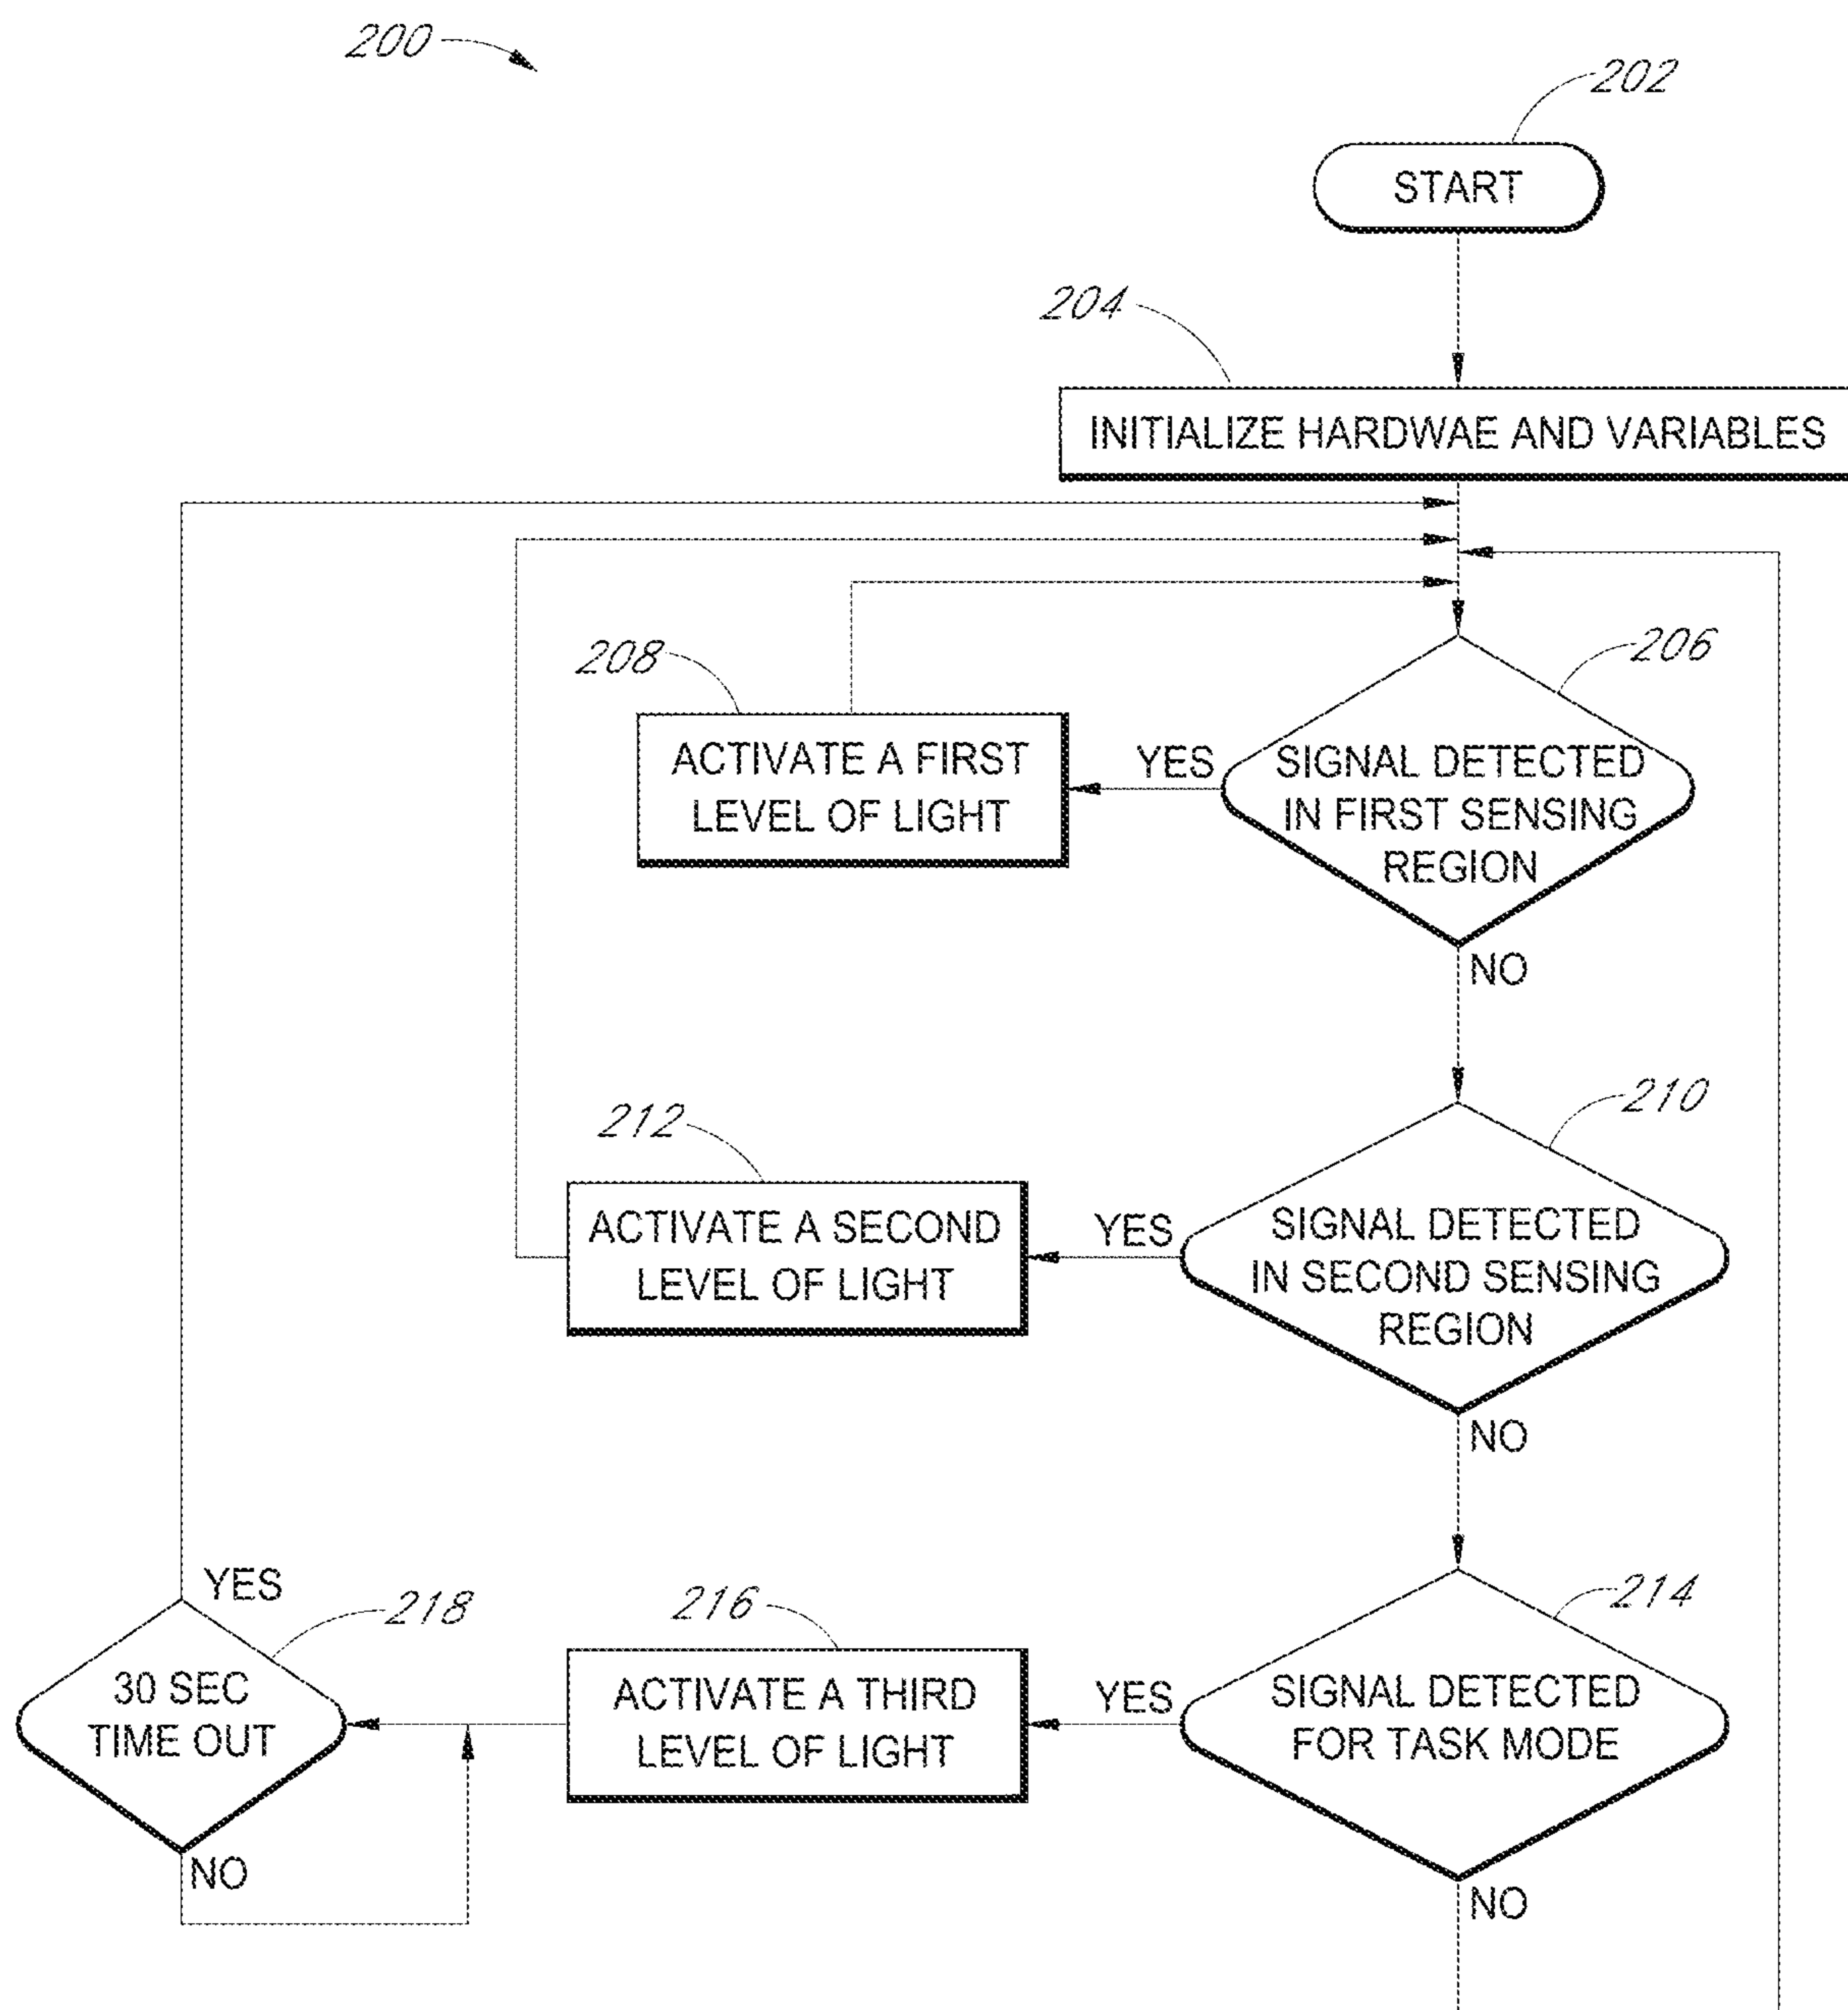 200
202
START
204
INITIALIZE HARDWAE AND VARIABLES
206
208
ACTIVATE A FIRST
LEVEL OF LIGHT
YES
SIGNAL DETECTED
IN FIRST SENSING
REGION
NO
210
212
ACTIVATE A SECOND
LEVEL OF LIGHT
YES
SIGNAL DETECTED
IN SECOND SENSING
REGION
NO
214
216
218
YES
30 SEC
TIME OUT
NO
ACTIVATE A THIRD
LEVEL OF LIGHT
YES
SIGNAL DETECTED
FOR TASK MODE
NO